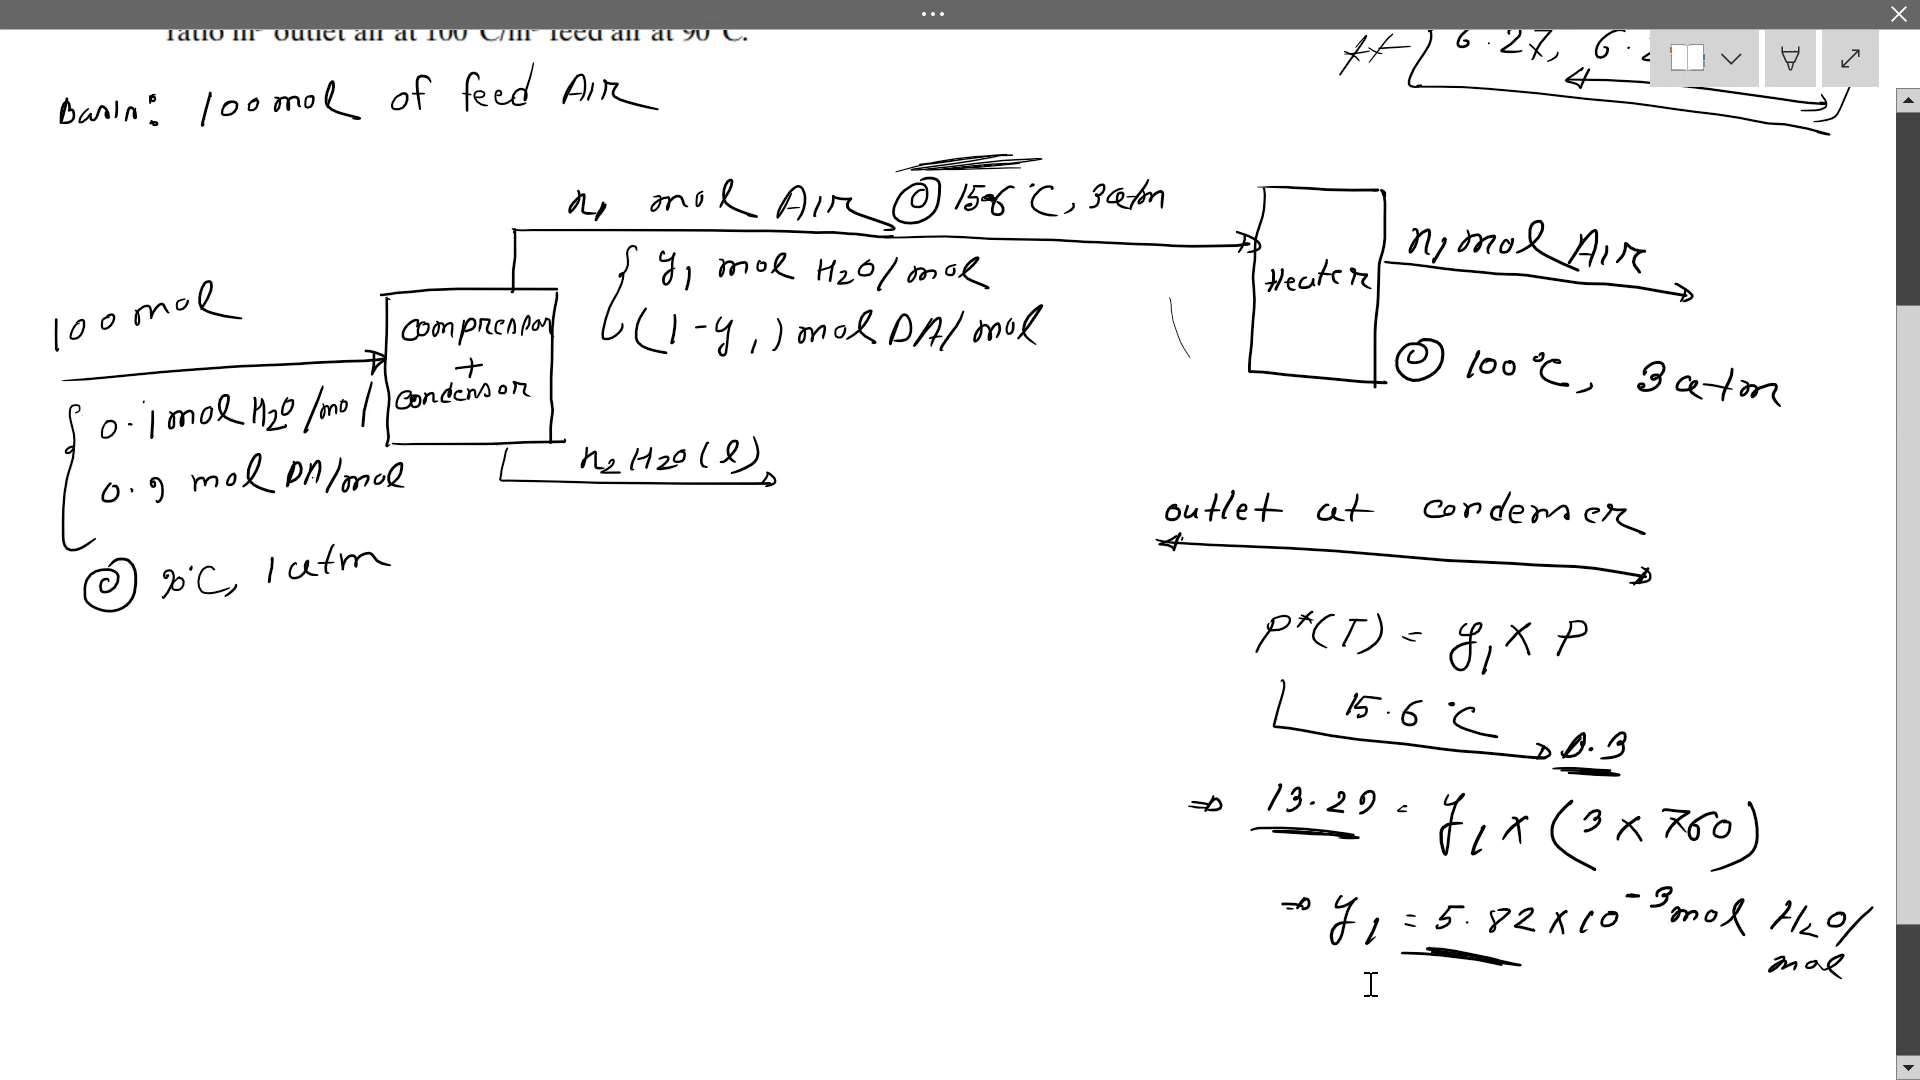 ratio m³ outlet air at 100°C/m³ feed air at 90°C.
6.27, 6.2
Basis: 100 mol of feed Air
n₁ mol Air @ 15.6°C, 3 atm
y₁ mol H₂O/mol
(1-y₁) mol DA/mol
100 mol
0.1 mol H₂O/mol
0.9 mol DA/mol
@ 90°C, 1 atm
compressor
+
condensor
n₂ H₂O (l)
Heater
n₁ mol Air
@ 100°C, 3 atm
outlet at condenser
P*(T) = y₁ × P
15.6 °C
B.3
⇒ 13.29 = y₁ × (3 × 760)
⇒ y₁ = 5.82 × 10⁻³ mol H₂O/
mol